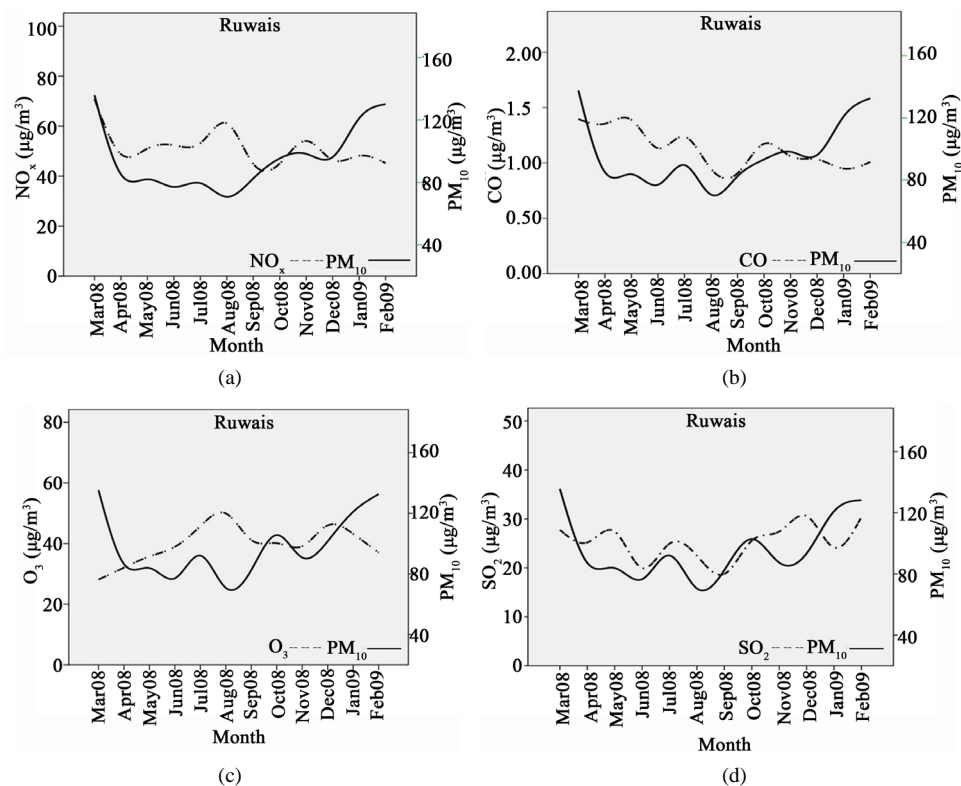 Ruwais
100
80
60
40
20
0
NOx (μg/m³)
160
120
80
40
PM10 (μg/m³)
NOx ---- PM10
Mar08
Apr08
May08
Jun08
Jul08
Aug08
Sep08
Oct08
Nov08
Dec08
Jan09
Feb09
Month
(a)
Ruwais
2.00
1.5
1.00
0.50
0.00
CO (μg/m³)
160
120
80
40
PM10 (μg/m³)
CO ---- PM10
Mar08
Apr08
May08
Jun08
Jul08
Aug08
Sep08
Oct08
Nov08
Dec08
Jan09
Feb09
Month
(b)
Ruwais
80
60
40
20
0
O3 (μg/m³)
160
120
80
40
PM10 (μg/m³)
O3 ---- PM10
Mar08
Apr08
May08
Jun08
Jul08
Aug08
Sep08
Oct08
Nov08
Dec08
Jan09
Feb09
Month
(c)
Ruwais
50
40
30
20
10
0
SO2 (μg/m³)
160
120
80
40
PM10 (μg/m³)
SO2 ---- PM10
Mar08
Apr08
May08
Jun08
Jul08
Aug08
Sep08
Oct08
Nov08
Dec08
Jan09
Feb09
Month
(d)